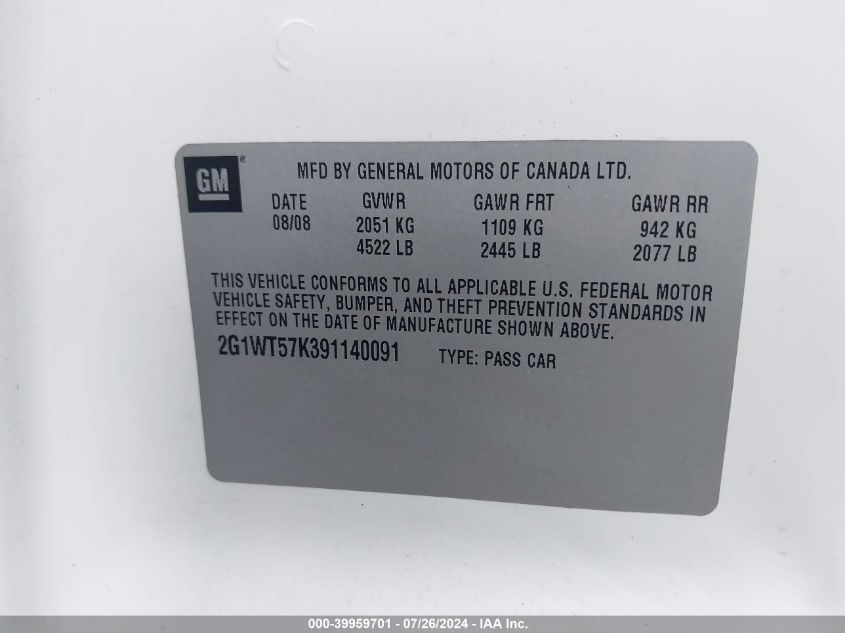 GM®
MFD BY GENERAL MOTORS OF CANADA LTD.
DATE GVWR GAWR FRT GAWR RR
08/08 2051 KG 1109 KG 942 KG
4522 LB 2445 LB 2077 LB
THIS VEHICLE CONFORMS TO ALL APPLICABLE U.S. FEDERAL MOTOR
VEHICLE SAFETY, BUMPER, AND THEFT PREVENTION STANDARDS IN
EFFECT ON THE DATE OF MANUFACTURE SHOWN ABOVE.
2G1WT57K391140091 TYPE: PASS CAR
000-39959701 - 07/26/2024 - IAA Inc.